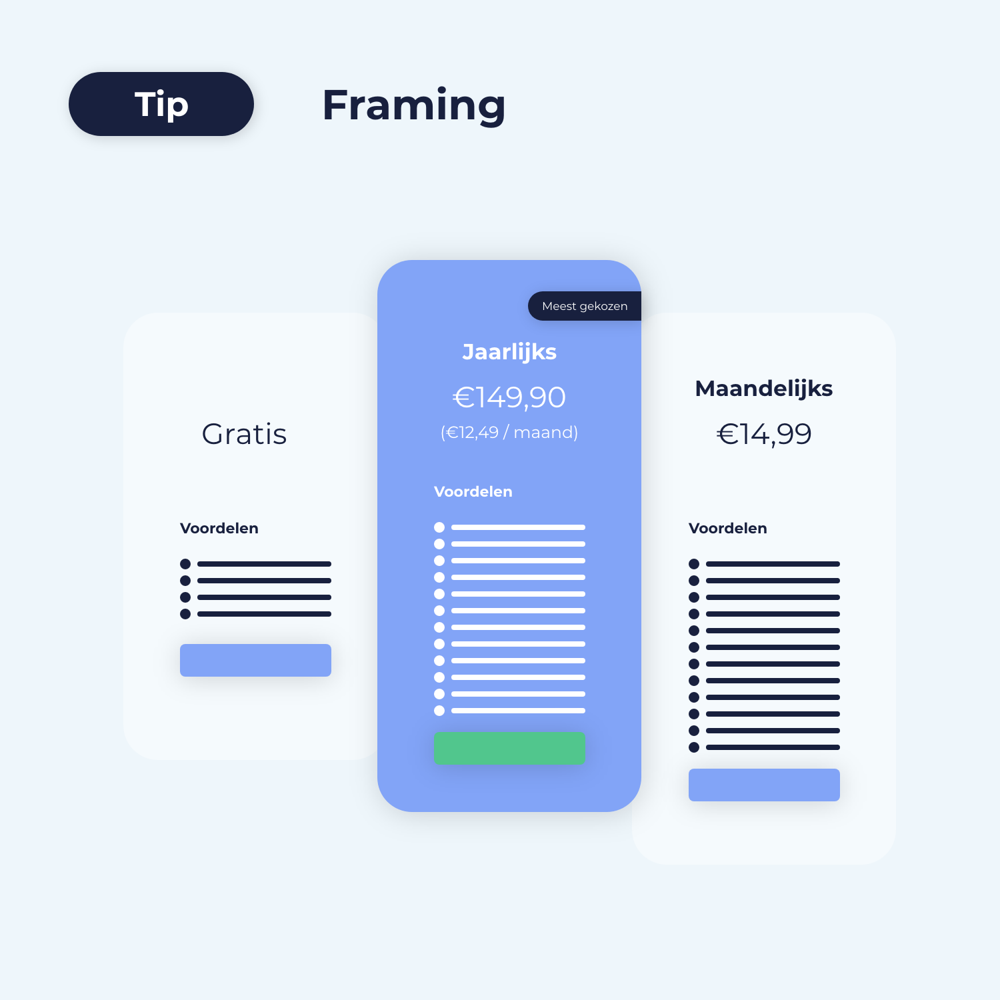 Tip
Framing
Gratis
Voordelen
Meest gekozen
Jaarlijks
€149,90
(€12,49 / maand)
Voordelen
Maandelijks
€14,99
Voordelen